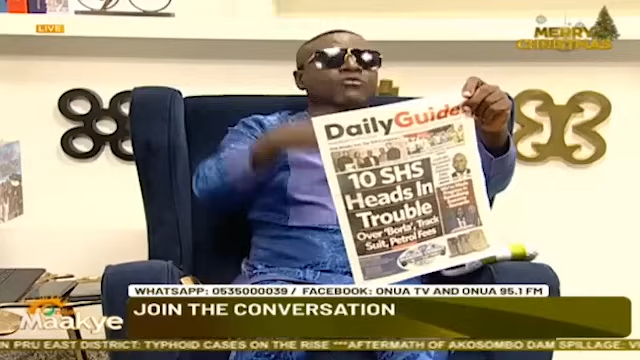 LIVE
MERRY
CHRISTMAS
DailyGuide
10 SHS
Heads In
Trouble
Over 'Borla', Track
Suit, Petrol Fees
WHATSAPP: 0535000039 / FACEBOOK: ONUA TV AND ONUA 95.1 FM
Maakye
JOIN THE CONVERSATION
N PRU EAST DISTRICT: TYPHOID CASES ON THE RISE ***AFTERMATH OF AKOSOMBO DAM SPILLAGE: V